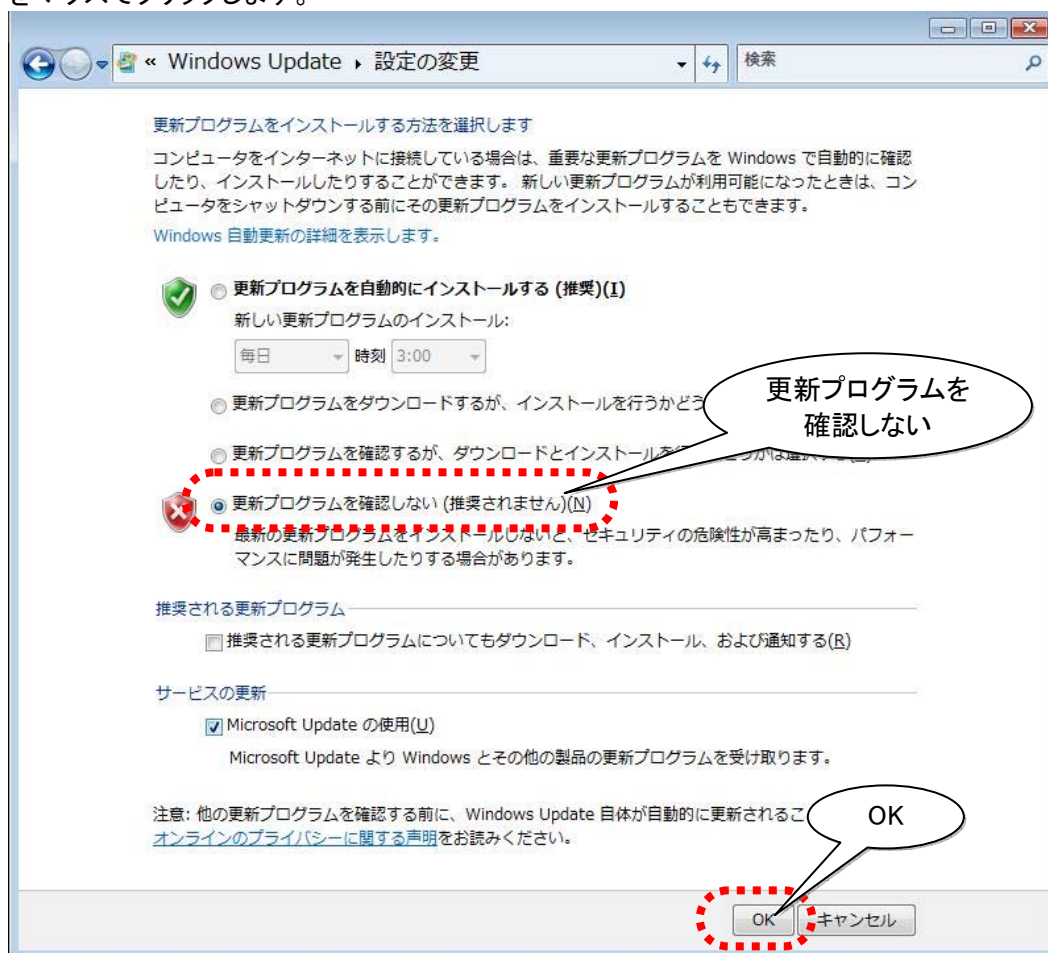 をマウスでクリックします。
« Windows Update ▸ 設定の変更
検索
更新プログラムをインストールする方法を選択します
コンピュータをインターネットに接続している場合は、重要な更新プログラムを Windows で自動的に確認
したり、インストールしたりすることができます。 新しい更新プログラムが利用可能になったときは、コン
ピュータをシャットダウンする前にその更新プログラムをインストールすることもできます。
Windows 自動更新の詳細を表示します。
更新プログラムを自動的にインストールする (推奨)(I)
新しい更新プログラムのインストール:
毎日 時刻 3:00
更新プログラムをダウンロードするが、インストールを行うかどう
更新プログラムを
確認しない
更新プログラムを確認するが、ダウンロードとインストールを
更新プログラムを確認しない (推奨されません)(N)
最新の更新プログラムをインストールしないと、セキュリティの危険性が高まったり、パフォー
マンスに問題が発生したりする場合があります。
推奨される更新プログラム
推奨される更新プログラムについてもダウンロード、インストール、および通知する(R)
サービスの更新
Microsoft Update の使用(U)
Microsoft Update より Windows とその他の製品の更新プログラムを受け取ります。
注意: 他の更新プログラムを確認する前に、Windows Update 自体が自動的に更新されるこ
オンラインのプライバシーに関する声明をお読みください。
OK
OK キャンセル